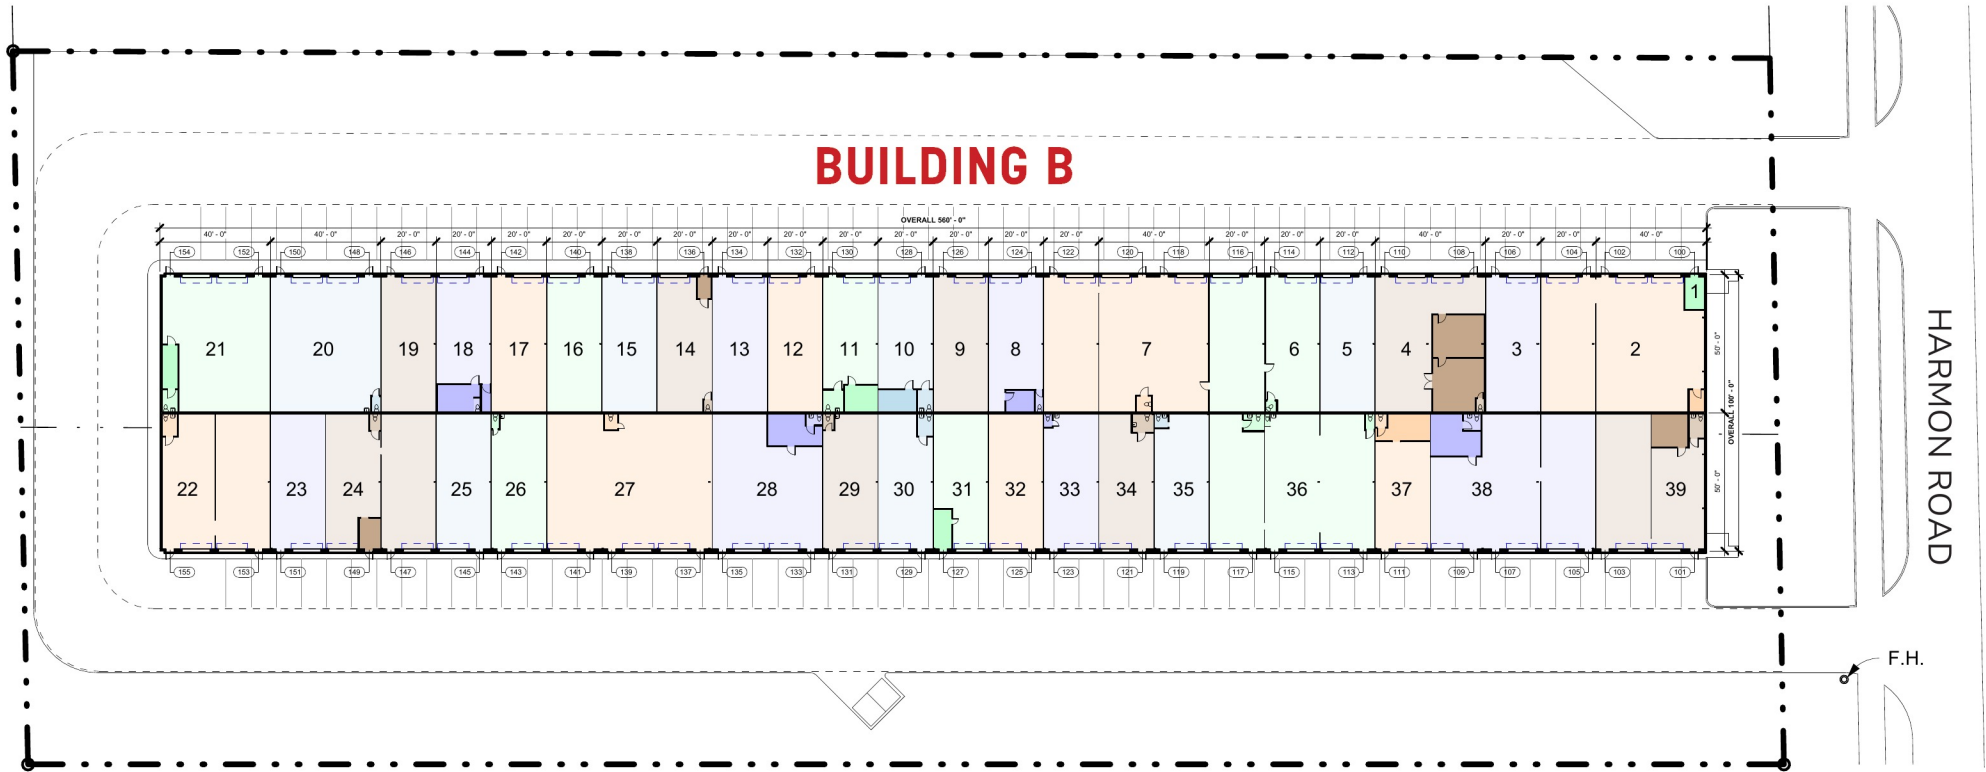 BUILDING B
OVERALL 560' - 0"
40' - 0" 40' - 0" 20' - 0" 20' - 0" 20' - 0" 20' - 0" 20' - 0" 20' - 0" 20' - 0" 20' - 0" 20' - 0" 20' - 0" 20' - 0" 20' - 0" 20' - 0" 40' - 0" 20' - 0" 20' - 0" 20' - 0" 40' - 0" 20' - 0" 20' - 0" 40' - 0"
154 152 150 148 146 144 142 140 138 136 134 132 130 128 126 124 122 120 118 116 114 112 110 108 106 104 102 100
1
21 20 19 18 17 16 15 14 13 12 11 10 9 8 7 6 5 4 3 2
50' - 0"
OVERALL 100' - 0"
50' - 0"
22 23 24 25 26 27 28 29 30 31 32 33 34 35 36 37 38 39
155 153 151 149 147 145 143 141 139 137 135 133 131 129 127 125 123 121 119 117 115 113 111 109 107 105 103 101
HARMON ROAD
F.H.